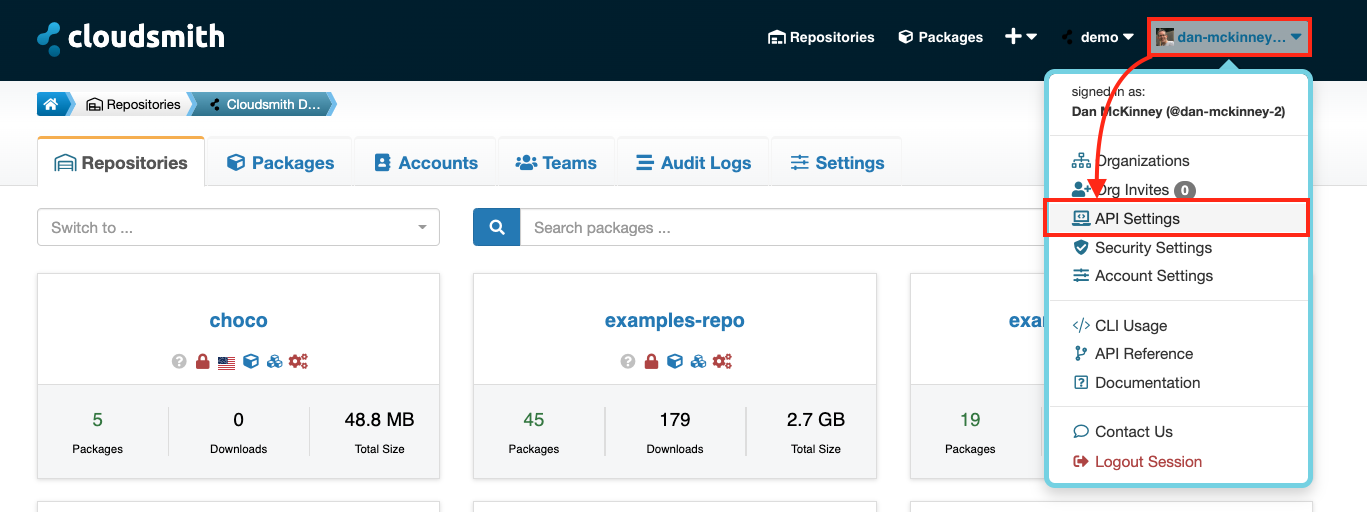 cloudsmith
Repositories
Packages
demo
dan-mckinney...
signed in as:
Dan McKinney (@dan-mckinney-2)
Organizations
Org Invites 0
API Settings
Security Settings
Account Settings
CLI Usage
API Reference
Documentation
Contact Us
Logout Session
Repositories
Cloudsmith D...
Repositories
Packages
Accounts
Teams
Audit Logs
Settings
Switch to ...
Search packages ...
choco
5
Packages
0
Downloads
48.8 MB
Total Size
examples-repo
45
Packages
179
Downloads
2.7 GB
Total Size
19
Packages